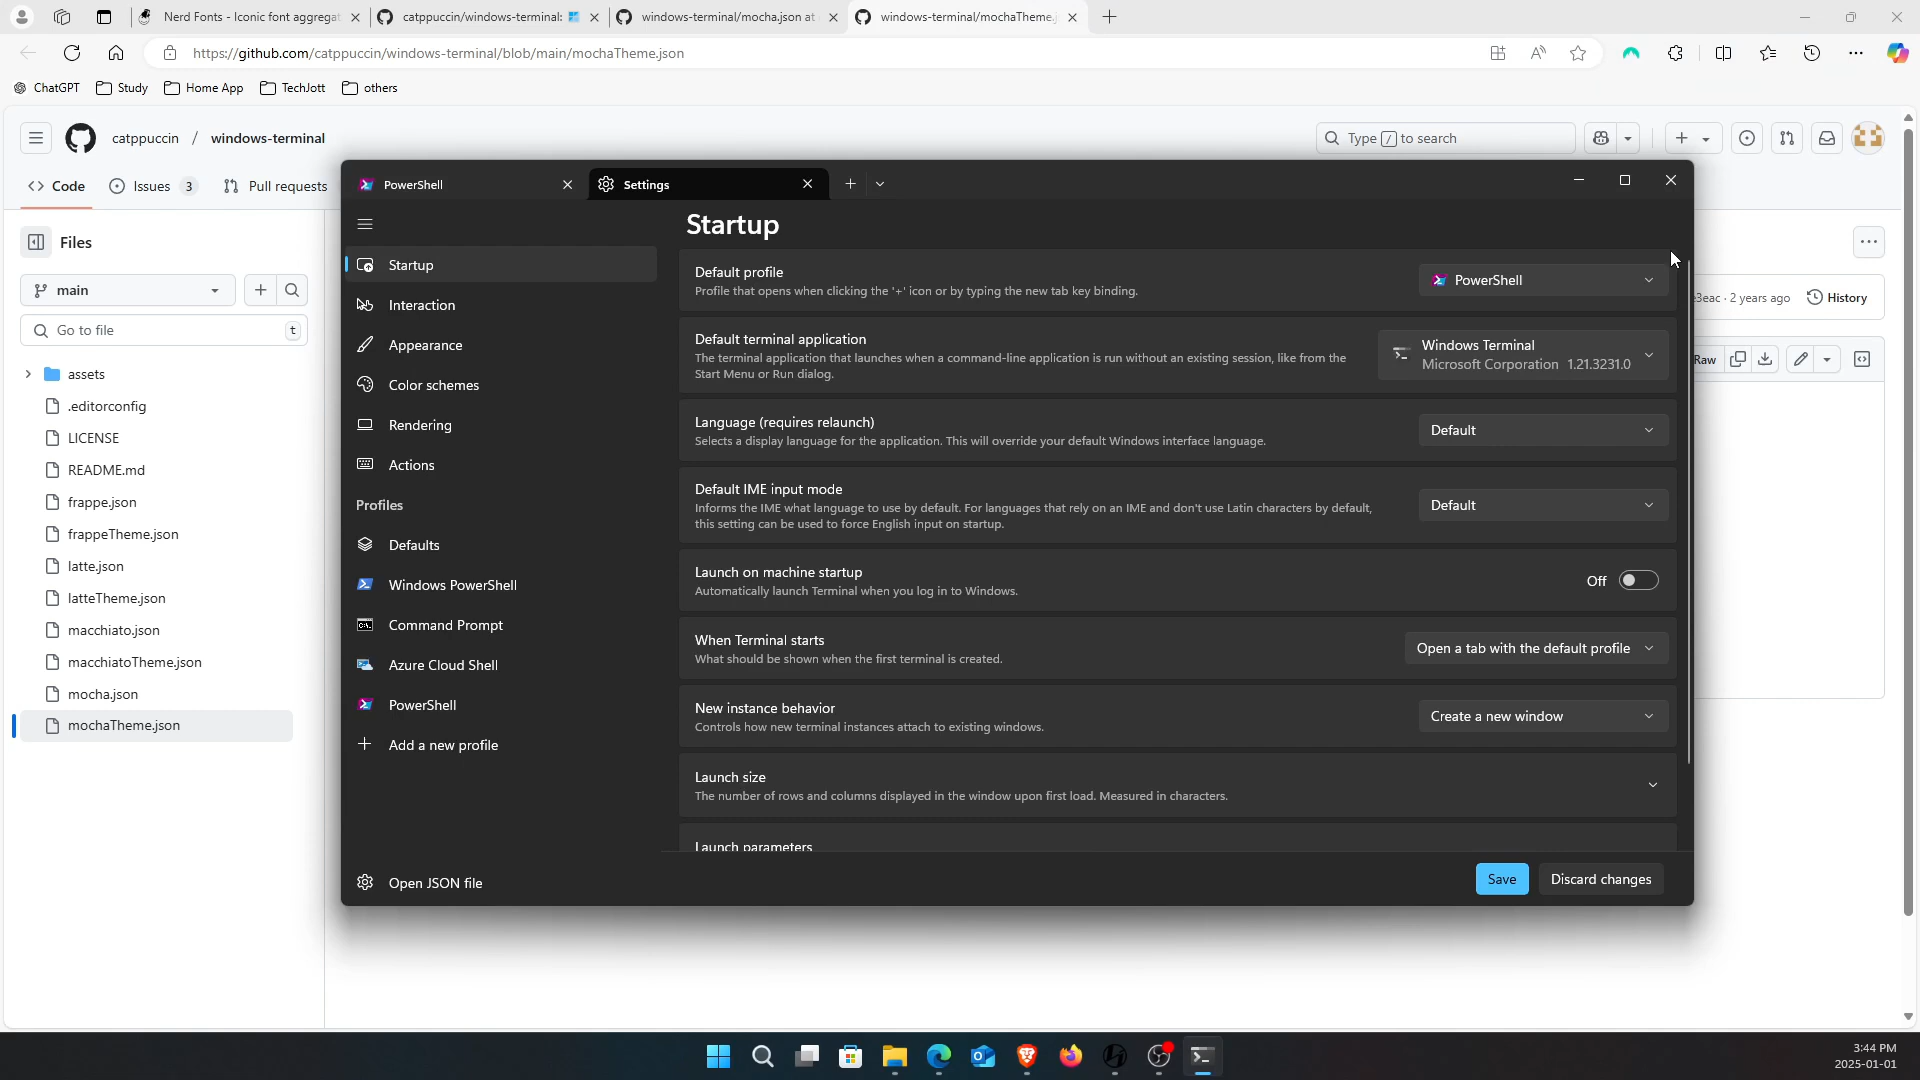 Nerd Fonts - Iconic font aggregat
catppuccin/windows-terminal:
windows-terminal/mocha.json at
windows-terminal/mochaTheme.j
https://github.com/catppuccin/windows-terminal/blob/main/mochaTheme.json
ChatGPT
Study
Home App
TechJott
others
catppuccin / windows-terminal
Type / to search
Code
Issues 3
Pull requests
PowerShell
Settings
Files
main
Go to file
t
assets
.editorconfig
LICENSE
README.md
frappe.json
frappeTheme.json
latte.json
latteTheme.json
macchiato.json
macchiatoTheme.json
mocha.json
mochaTheme.json
Startup
Interaction
Appearance
Color schemes
Rendering
Actions
Profiles
Defaults
Windows PowerShell
Command Prompt
Azure Cloud Shell
PowerShell
Add a new profile
Open JSON file
Startup
Default profile
Profile that opens when clicking the '+' icon or by typing the new tab key binding.
PowerShell
Default terminal application
The terminal application that launches when a command-line application is run without an existing session, like from the
Start Menu or Run dialog.
Windows Terminal
Microsoft Corporation 1.21.3231.0
Language (requires relaunch)
Selects a display language for the application. This will override your default Windows interface language.
Default
Default IME input mode
Informs the IME what language to use by default. For languages that rely on an IME and don't use Latin characters by default,
this setting can be used to force English input on startup.
Default
Launch on machine startup
Automatically launch Terminal when you log in to Windows.
Off
When Terminal starts
What should be shown when the first terminal is created.
Open a tab with the default profile
New instance behavior
Controls how new terminal instances attach to existing windows.
Create a new window
Launch size
The number of rows and columns displayed in the window upon first load. Measured in characters.
Launch parameters
Save
Discard changes
3eac · 2 years ago
History
Raw
3:44 PM
2025-01-01